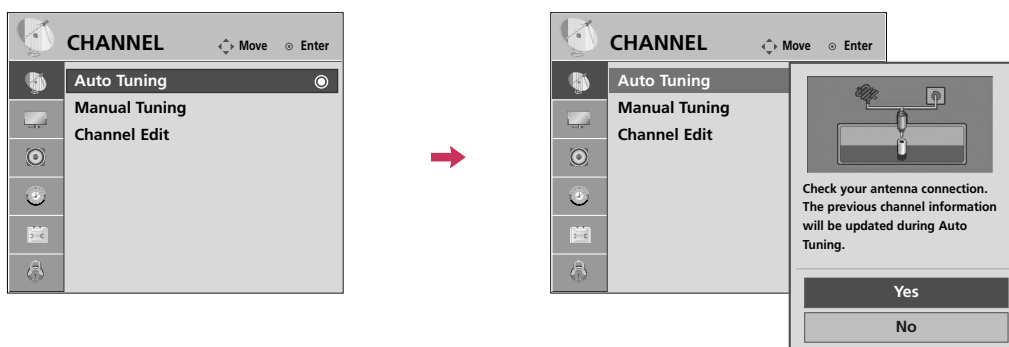 CHANNEL Move Enter
Auto Tuning
Manual Tuning
Channel Edit
CHANNEL Move Enter
Auto Tuning
Manual Tuning
Channel Edit
Check your antenna connection.
The previous channel information
will be updated during Auto
Tuning.
Yes
No